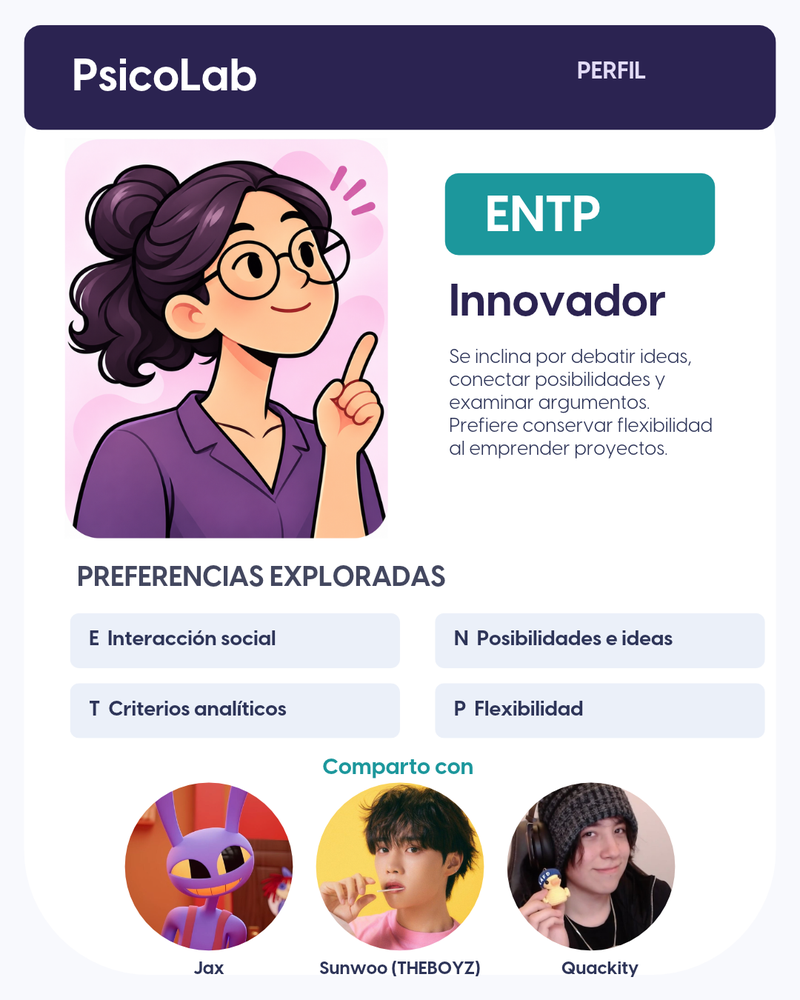 PsicoLab
PERFIL
ENTP
Innovador
Se inclina por debatir ideas,
conectar posibilidades y
examinar argumentos.
Prefiere conservar flexibilidad
al emprender proyectos.
PREFERENCIAS EXPLORADAS
E Interacción social
N Posibilidades e ideas
T Criterios analíticos
P Flexibilidad
Comparto con
Jax
Sunwoo (THEBOYZ)
Quackity